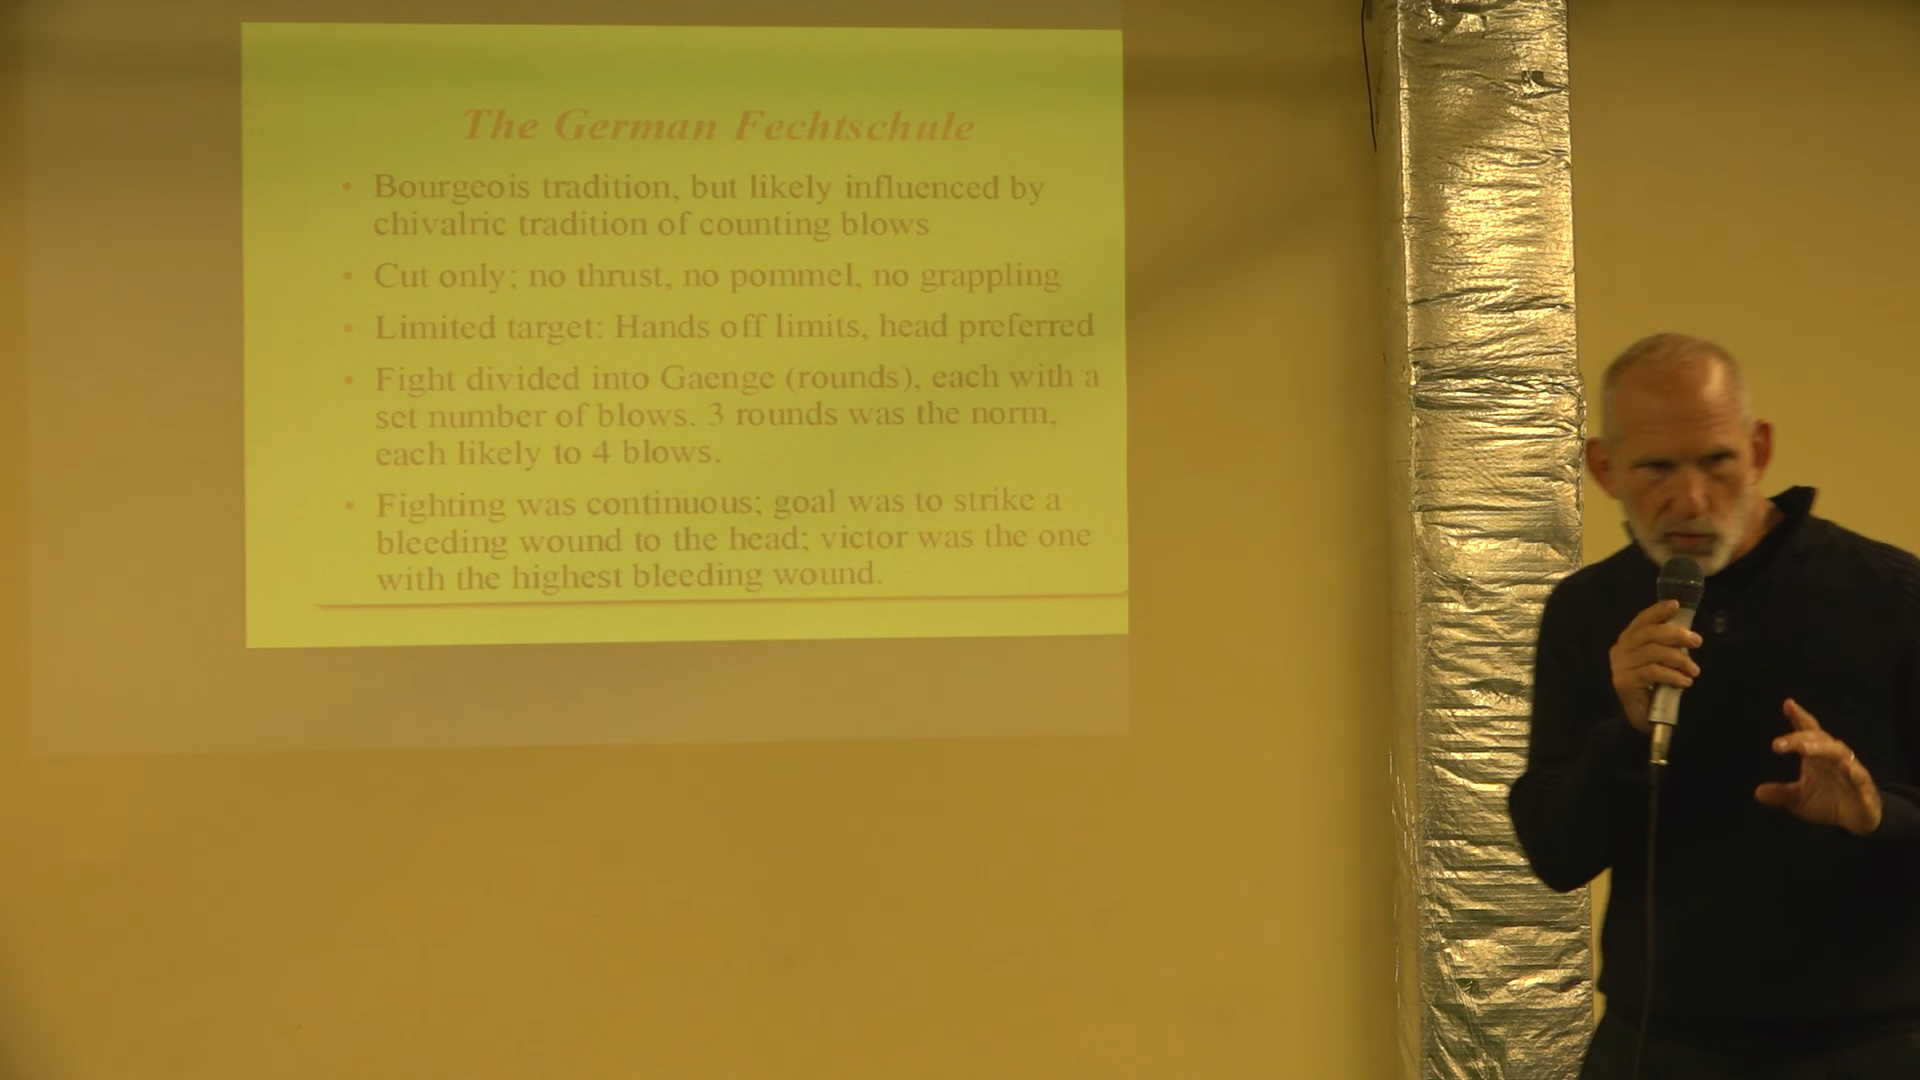 The German Fechtschule
• Bourgeois tradition, but likely influenced by
chivalric tradition of counting blows
• Cut only; no thrust, no pommel, no grappling
• Limited target: Hands off limits, head preferred
• Fight divided into Gaenge (rounds), each with a
set number of blows. 3 rounds was the norm,
each likely to 4 blows.
• Fighting was continuous; goal was to strike a
bleeding wound to the head; victor was the one
with the highest bleeding wound.